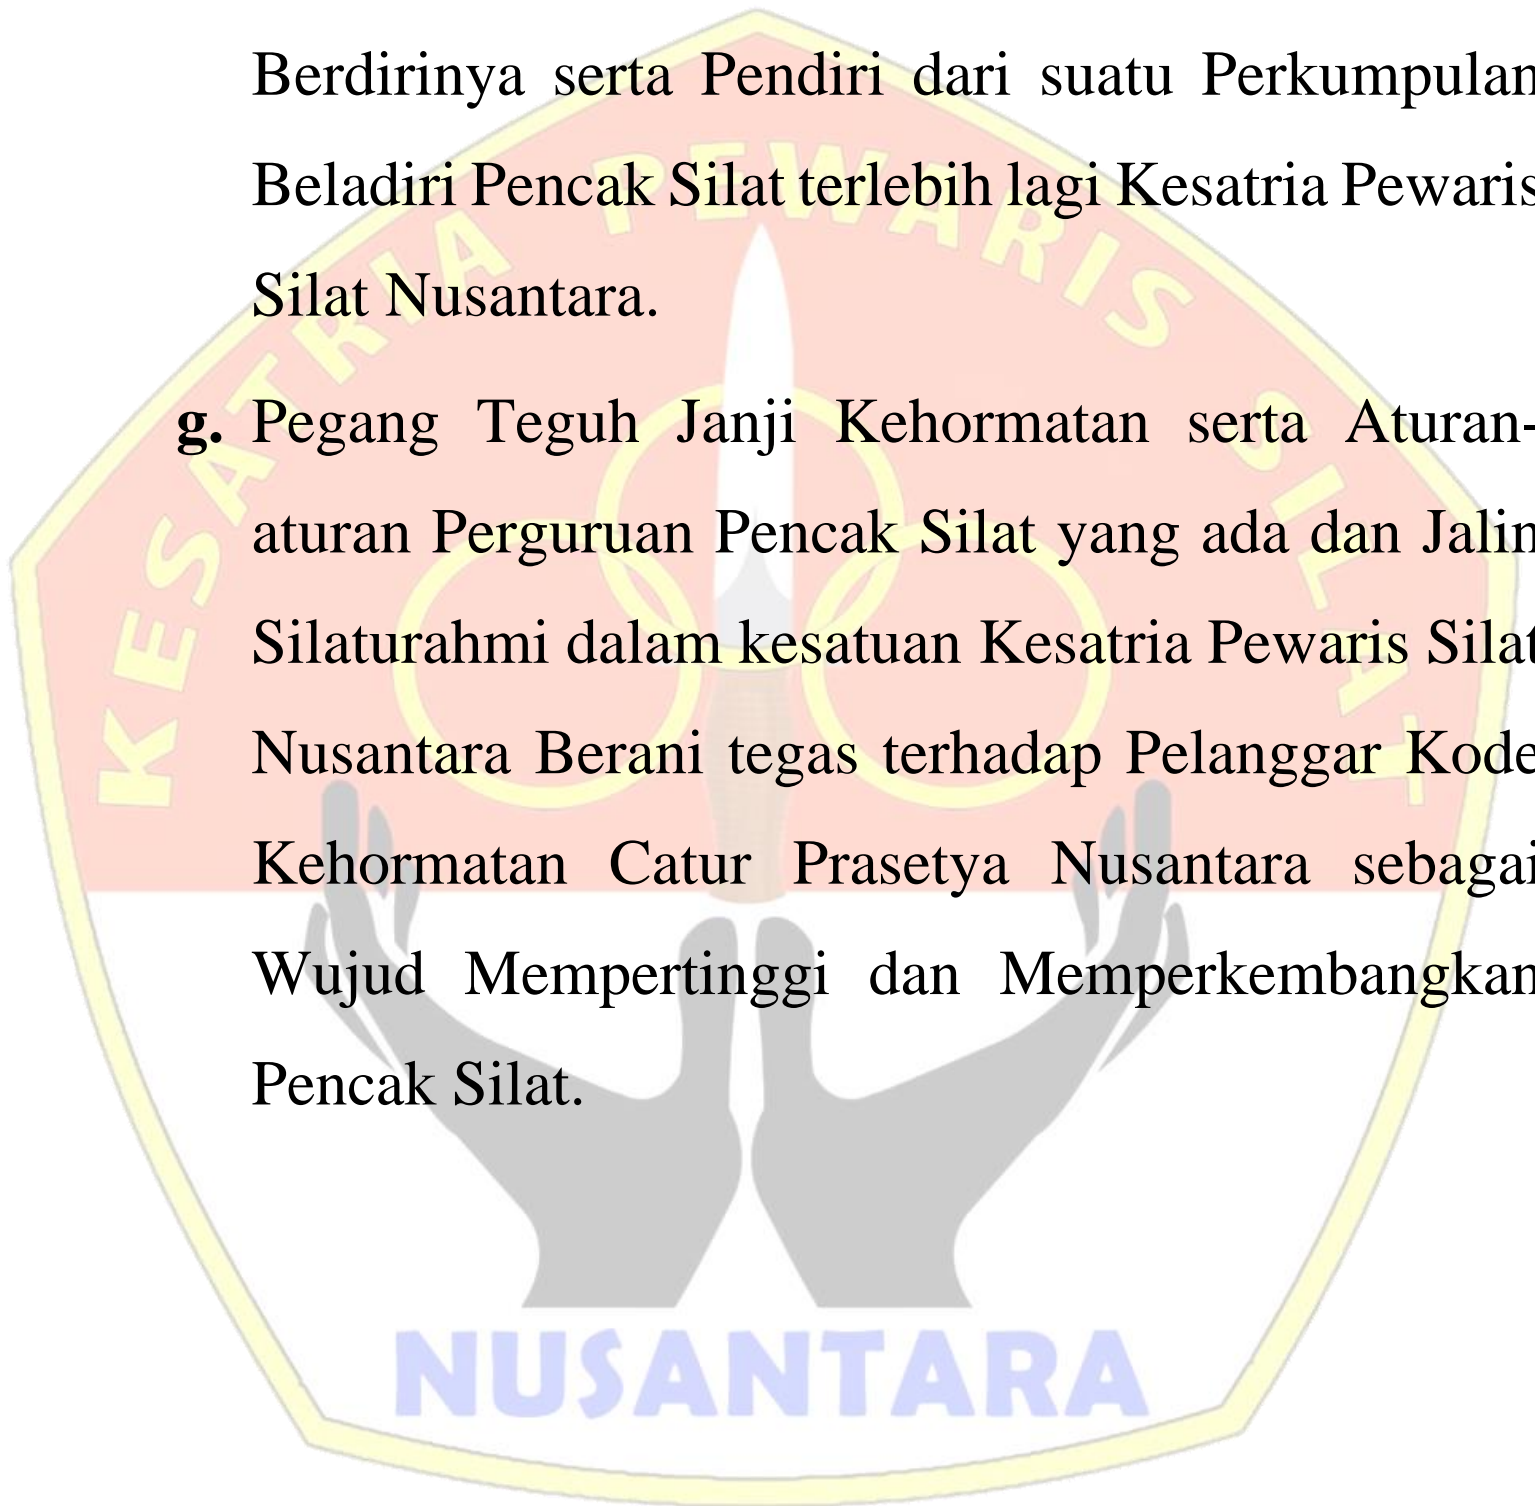 Berdirinya serta Pendiri dari suatu Perkumpulan
Beladiri Pencak Silat terlebih lagi Kesatria Pewaris
Silat Nusantara.
g. Pegang Teguh Janji Kehormatan serta Aturan-
aturan Perguruan Pencak Silat yang ada dan Jalin
Silaturahmi dalam kesatuan Kesatria Pewaris Silat
Nusantara Berani tegas terhadap Pelanggar Kode
Kehormatan Catur Prasetya Nusantara sebagai
Wujud Mempertinggi dan Memperkembangkan
Pencak Silat.
KESATRIA PEWARIS SILAT
NUSANTARA